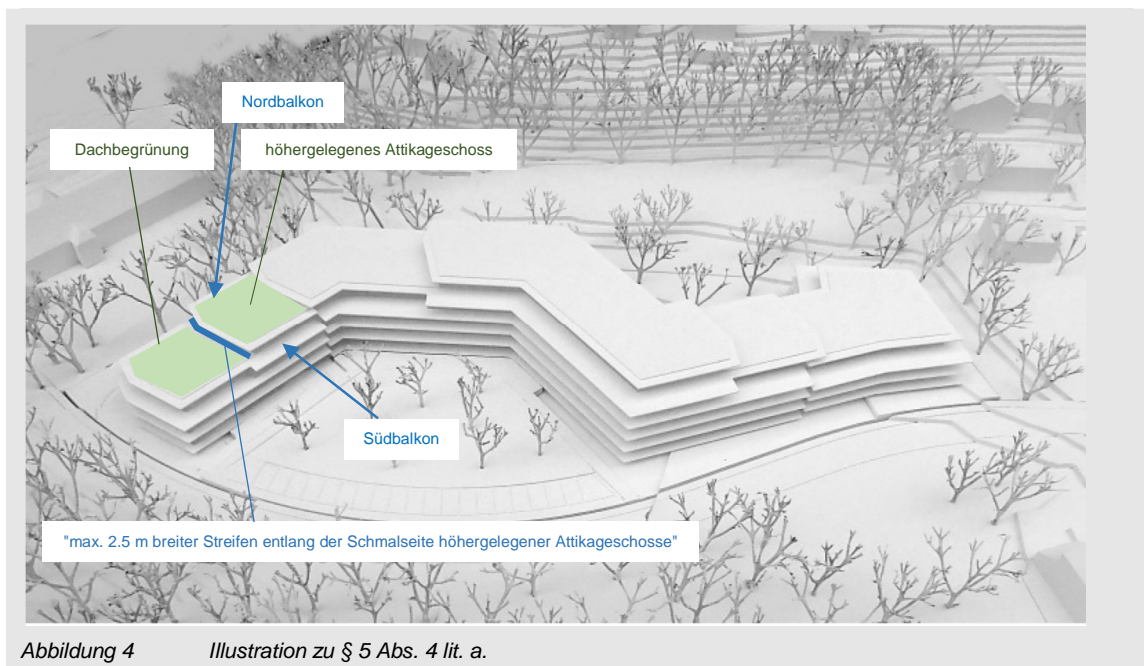 Nordbalkon
Dachbegrünung
höhergelegenes Attikageschoss
Südbalkon
"max. 2.5 m breiter Streifen entlang der Schmalseite höhergelegener Attikageschosse"
Abbildung 4 Illustration zu § 5 Abs. 4 lit. a.